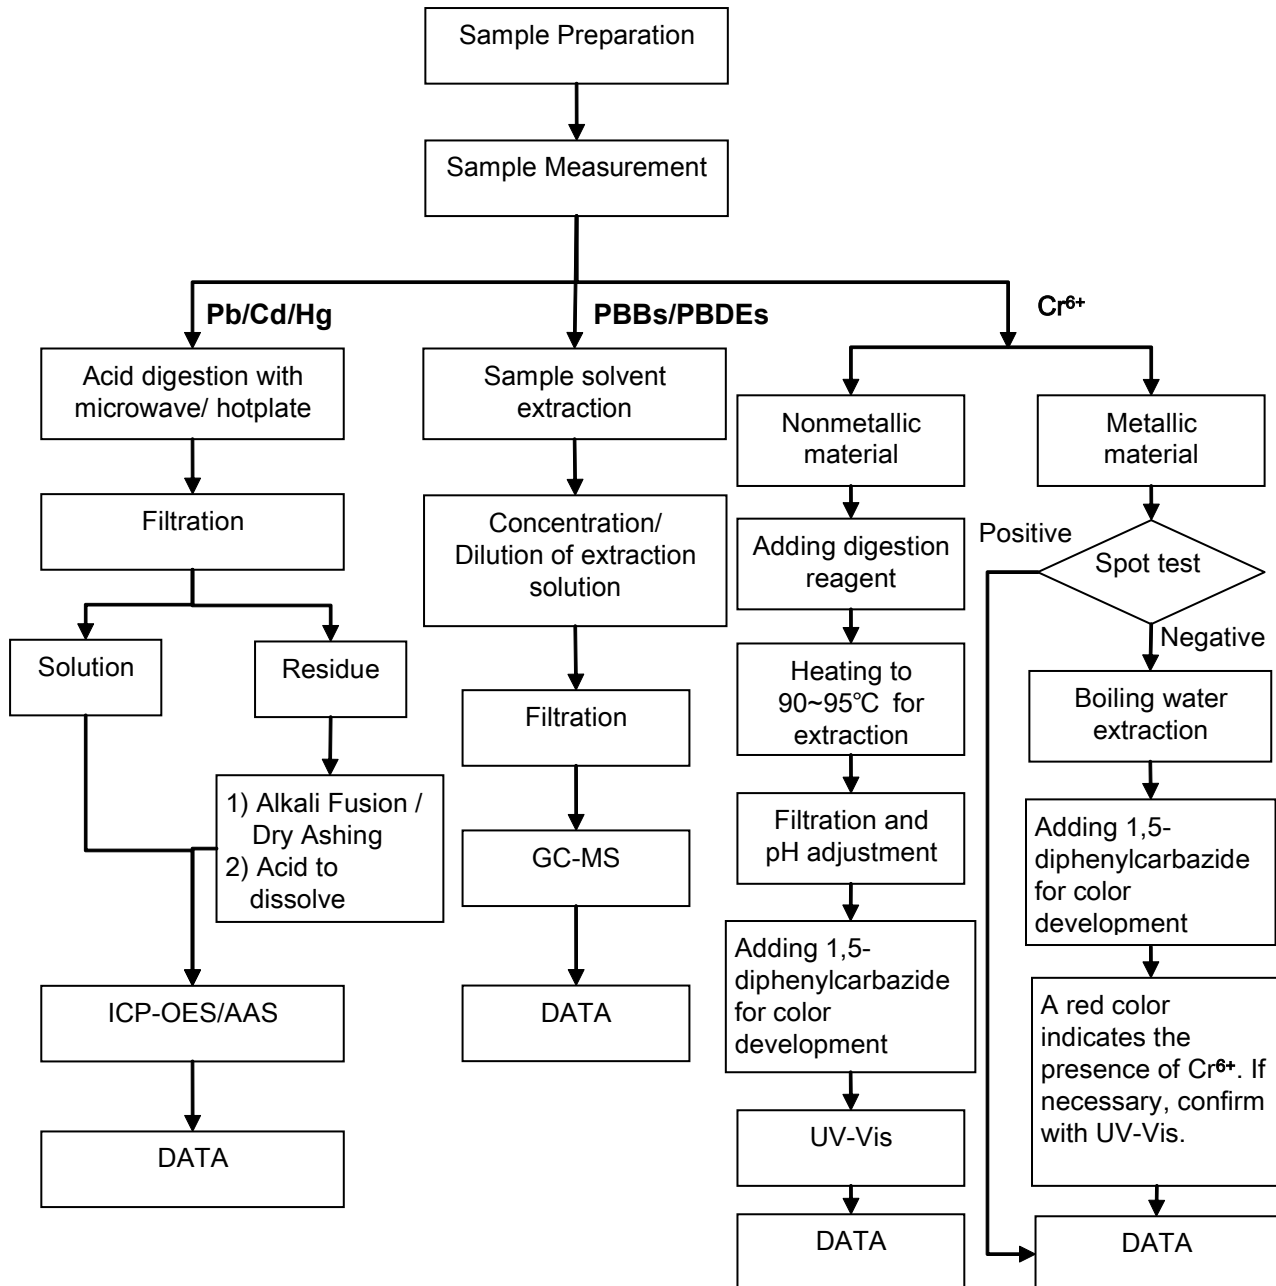 Sample Preparation
Sample Measurement
Pb/Cd/Hg
PBBs/PBDEs
Cr⁶⁺
Acid digestion with
microwave/ hotplate
Filtration
Solution
Residue
1) Alkali Fusion /
Dry Ashing
2) Acid to
dissolve
ICP-OES/AAS
DATA
Sample solvent
extraction
Concentration/
Dilution of extraction
solution
Filtration
GC-MS
DATA
Nonmetallic
material
Adding digestion
reagent
Heating to
90~95℃ for
extraction
Filtration and
pH adjustment
Adding 1,5-
diphenylcarbazide
for color
development
UV-Vis
DATA
Metallic
material
Spot test
Positive
Negative
Boiling water
extraction
Adding 1,5-
diphenylcarbazide
for color
development
A red color
indicates the
presence of Cr⁶⁺. If
necessary, confirm
with UV-Vis.
DATA